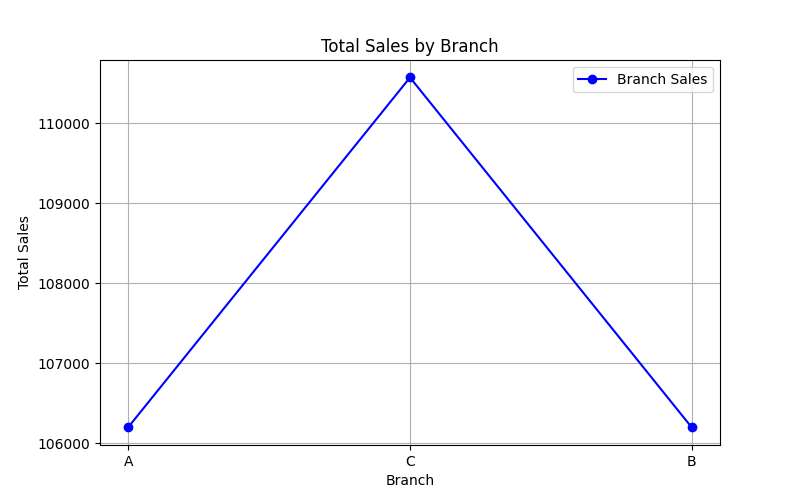 Total Sales by Branch
Branch Sales
110000
109000
108000
107000
106000
Total Sales
A C B
Branch